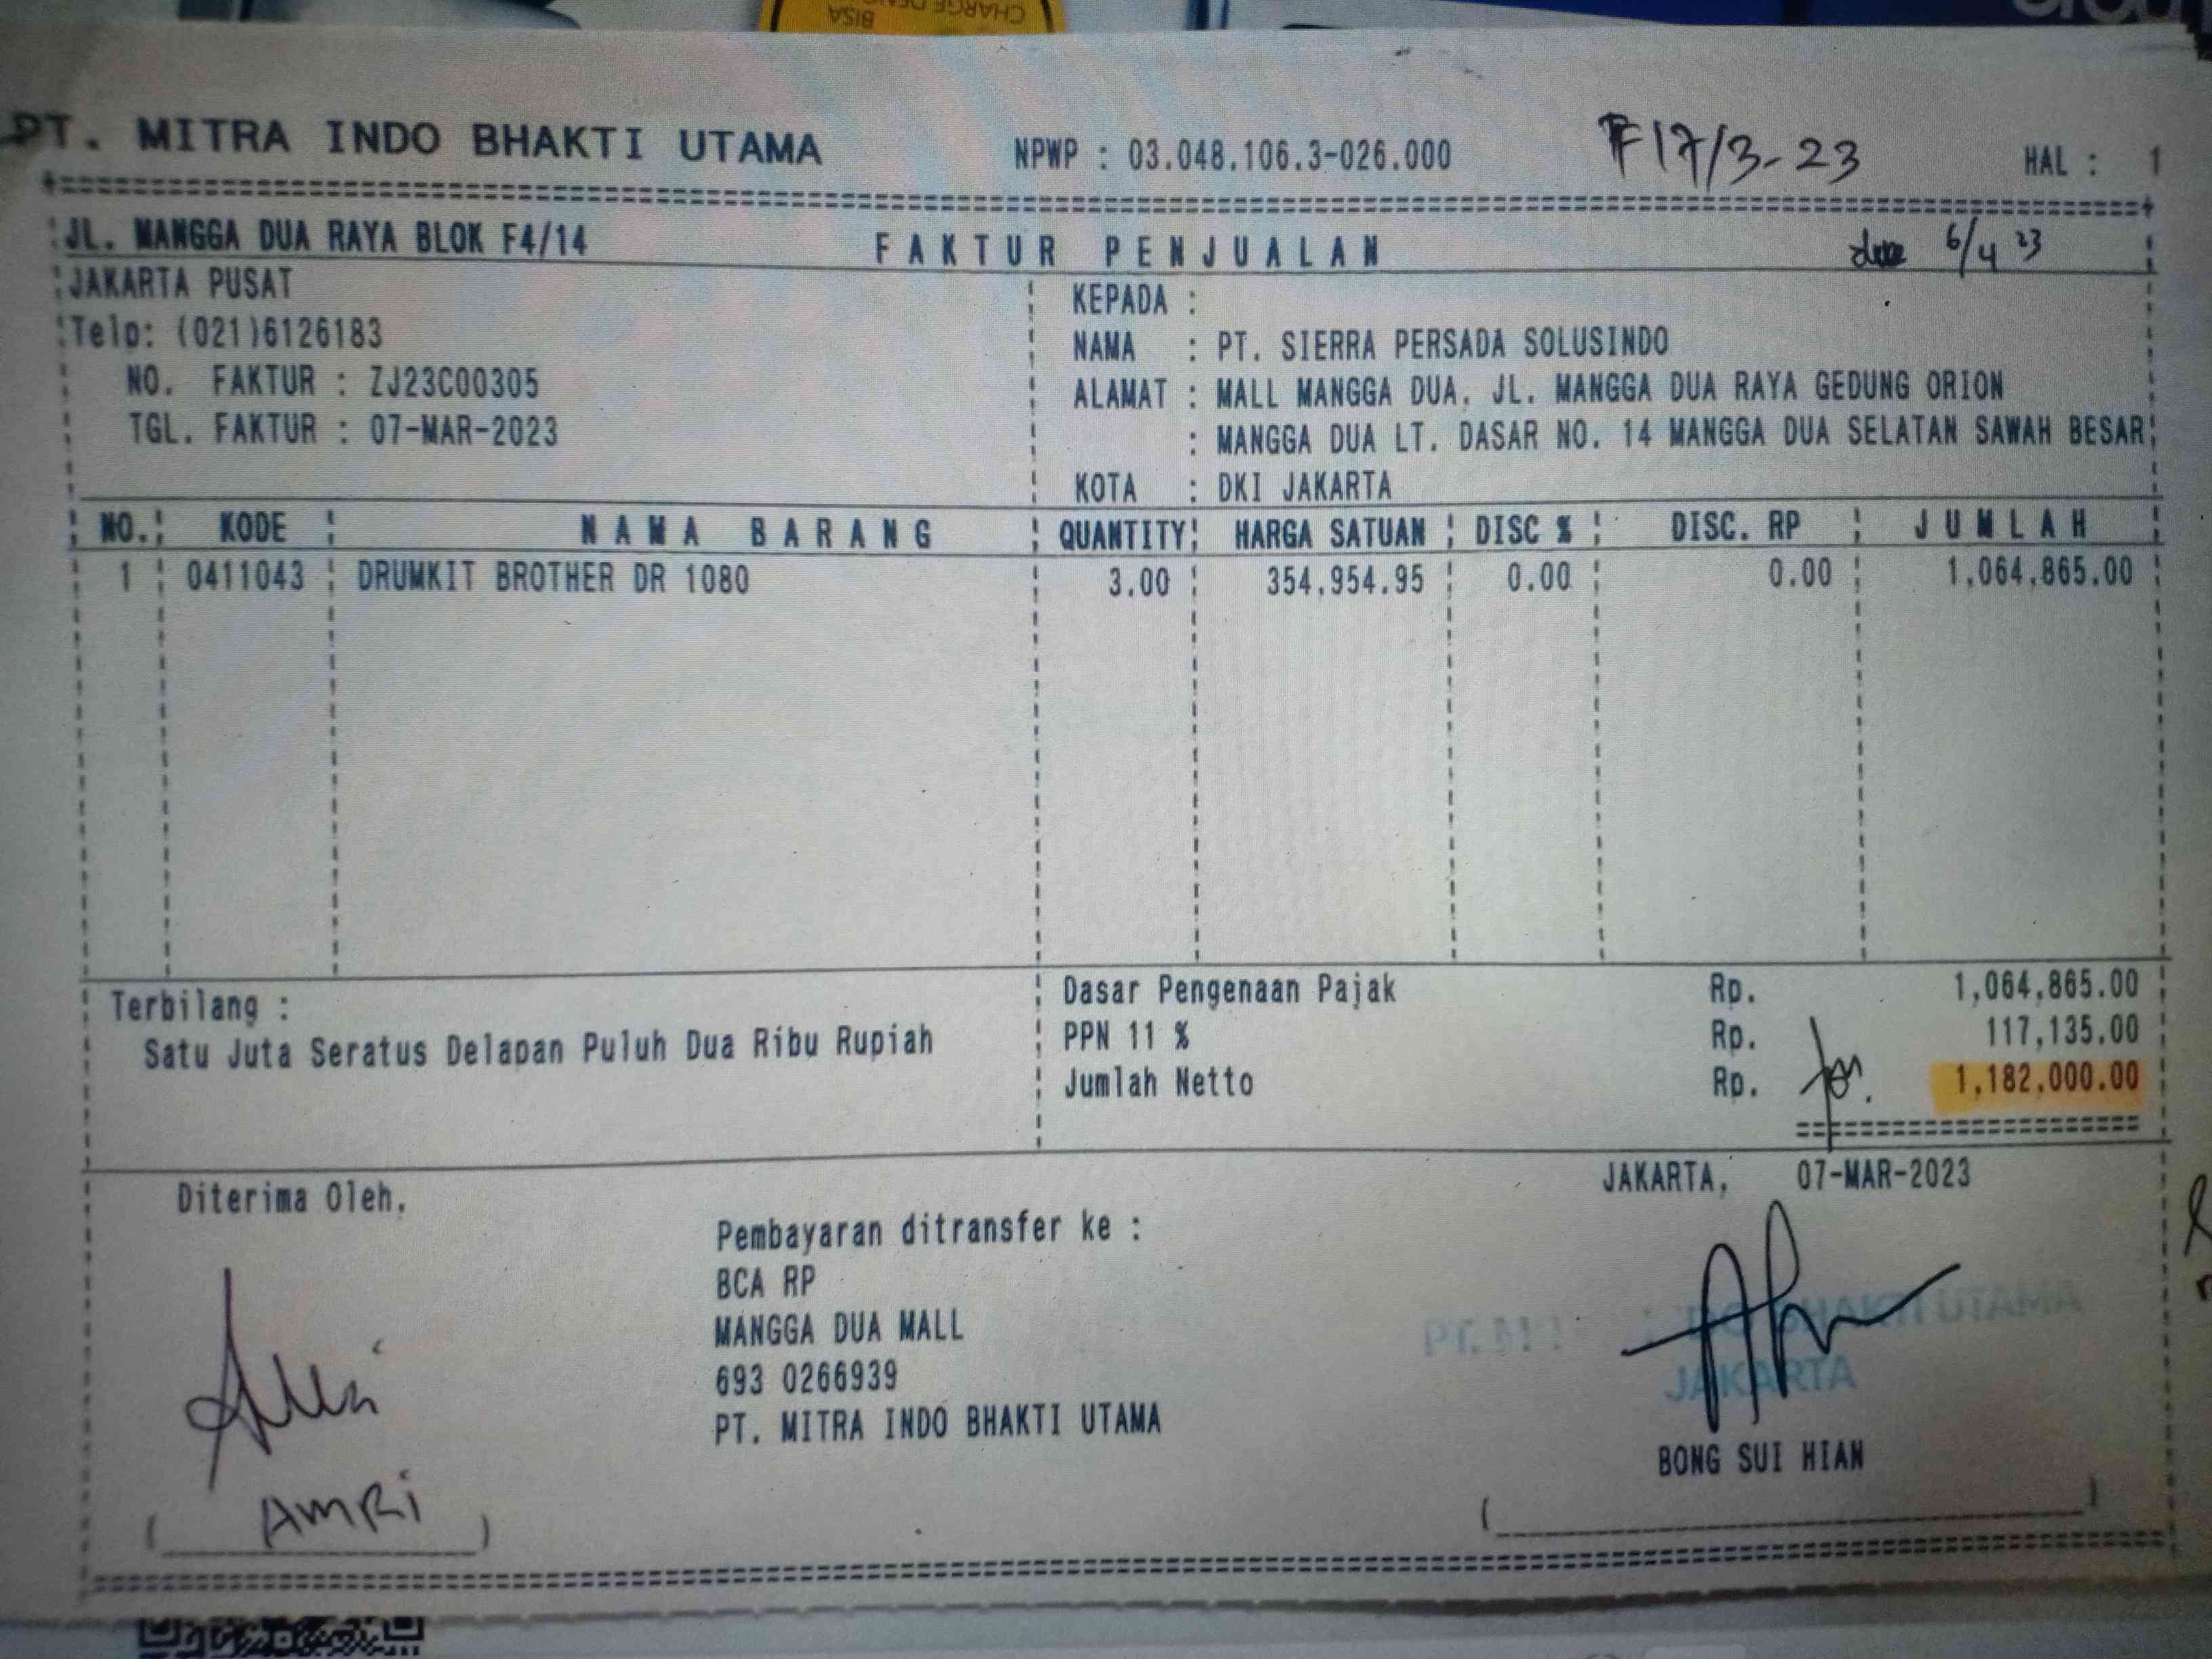 CHARGE
BISA
PT. MITRA INDO BHAKTI UTAMA NPWP : 03.048.106.3-026.000 F17/3-23 HAL : 1
JL. MANGGA DUA RAYA BLOK F4/14 FAKTUR PENJUALAN due 6/4 23
JAKARTA PUSAT
KEPADA :
Telp: (021)6126183
NAMA : PT. SIERRA PERSADA SOLUSINDO
NO. FAKTUR : ZJ23C00305
ALAMAT : MALL MANGGA DUA, JL. MANGGA DUA RAYA GEDUNG ORION
TGL. FAKTUR : 07-MAR-2023
: MANGGA DUA LT. DASAR NO. 14 MANGGA DUA SELATAN SAWAH BESAR
KOTA : DKI JAKARTA
NO. KODE NAMA BARANG QUANTITY HARGA SATUAN DISC % DISC. RP JUMLAH
1 0411043 DRUMKIT BROTHER DR 1080 3.00 354,954.95 0.00 0.00 1,064,865.00
Terbilang : Dasar Pengenaan Pajak Rp. 1,064,865.00
Satu Juta Seratus Delapan Puluh Dua Ribu Rupiah PPN 11 % Rp. 117,135.00
Jumlah Netto Rp. 1,182,000.00
JAKARTA, 07-MAR-2023
Diterima Oleh,
Pembayaran ditransfer ke :
BCA RP
MANGGA DUA MALL
693 0266939
PT. MITRA INDO BHAKTI UTAMA
BHAKTI UTAMA
JAKARTA
BONG SUI HIAN
AMRi